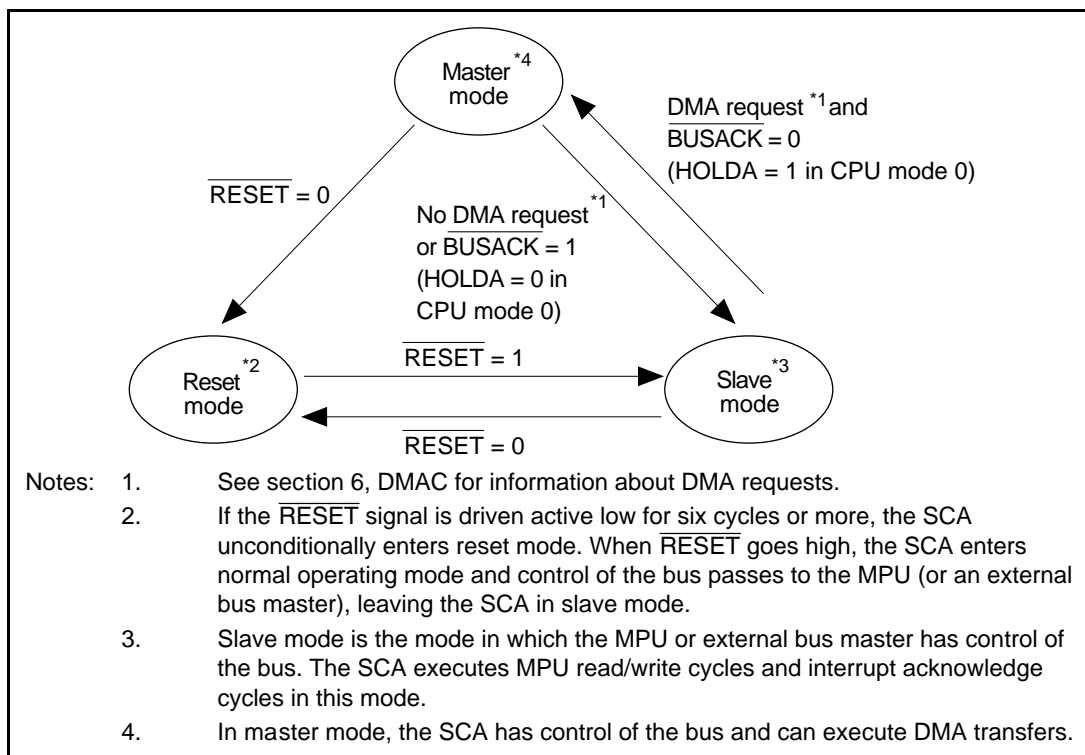 Master *4
mode
DMA request *1 and
BUSACK = 0
(HOLDA = 1 in CPU mode 0)
RESET = 0
No DMA request *1
or BUSACK = 1
(HOLDA = 0 in
CPU mode 0)
RESET = 1
Reset *2
mode
Slave *3
mode
RESET = 0
Notes: 1. See section 6, DMAC for information about DMA requests.
2. If the RESET signal is driven active low for six cycles or more, the SCA
unconditionally enters reset mode. When RESET goes high, the SCA enters
normal operating mode and control of the bus passes to the MPU (or an external
bus master), leaving the SCA in slave mode.
3. Slave mode is the mode in which the MPU or external bus master has control of
the bus. The SCA executes MPU read/write cycles and interrupt acknowledge
cycles in this mode.
4. In master mode, the SCA has control of the bus and can execute DMA transfers.